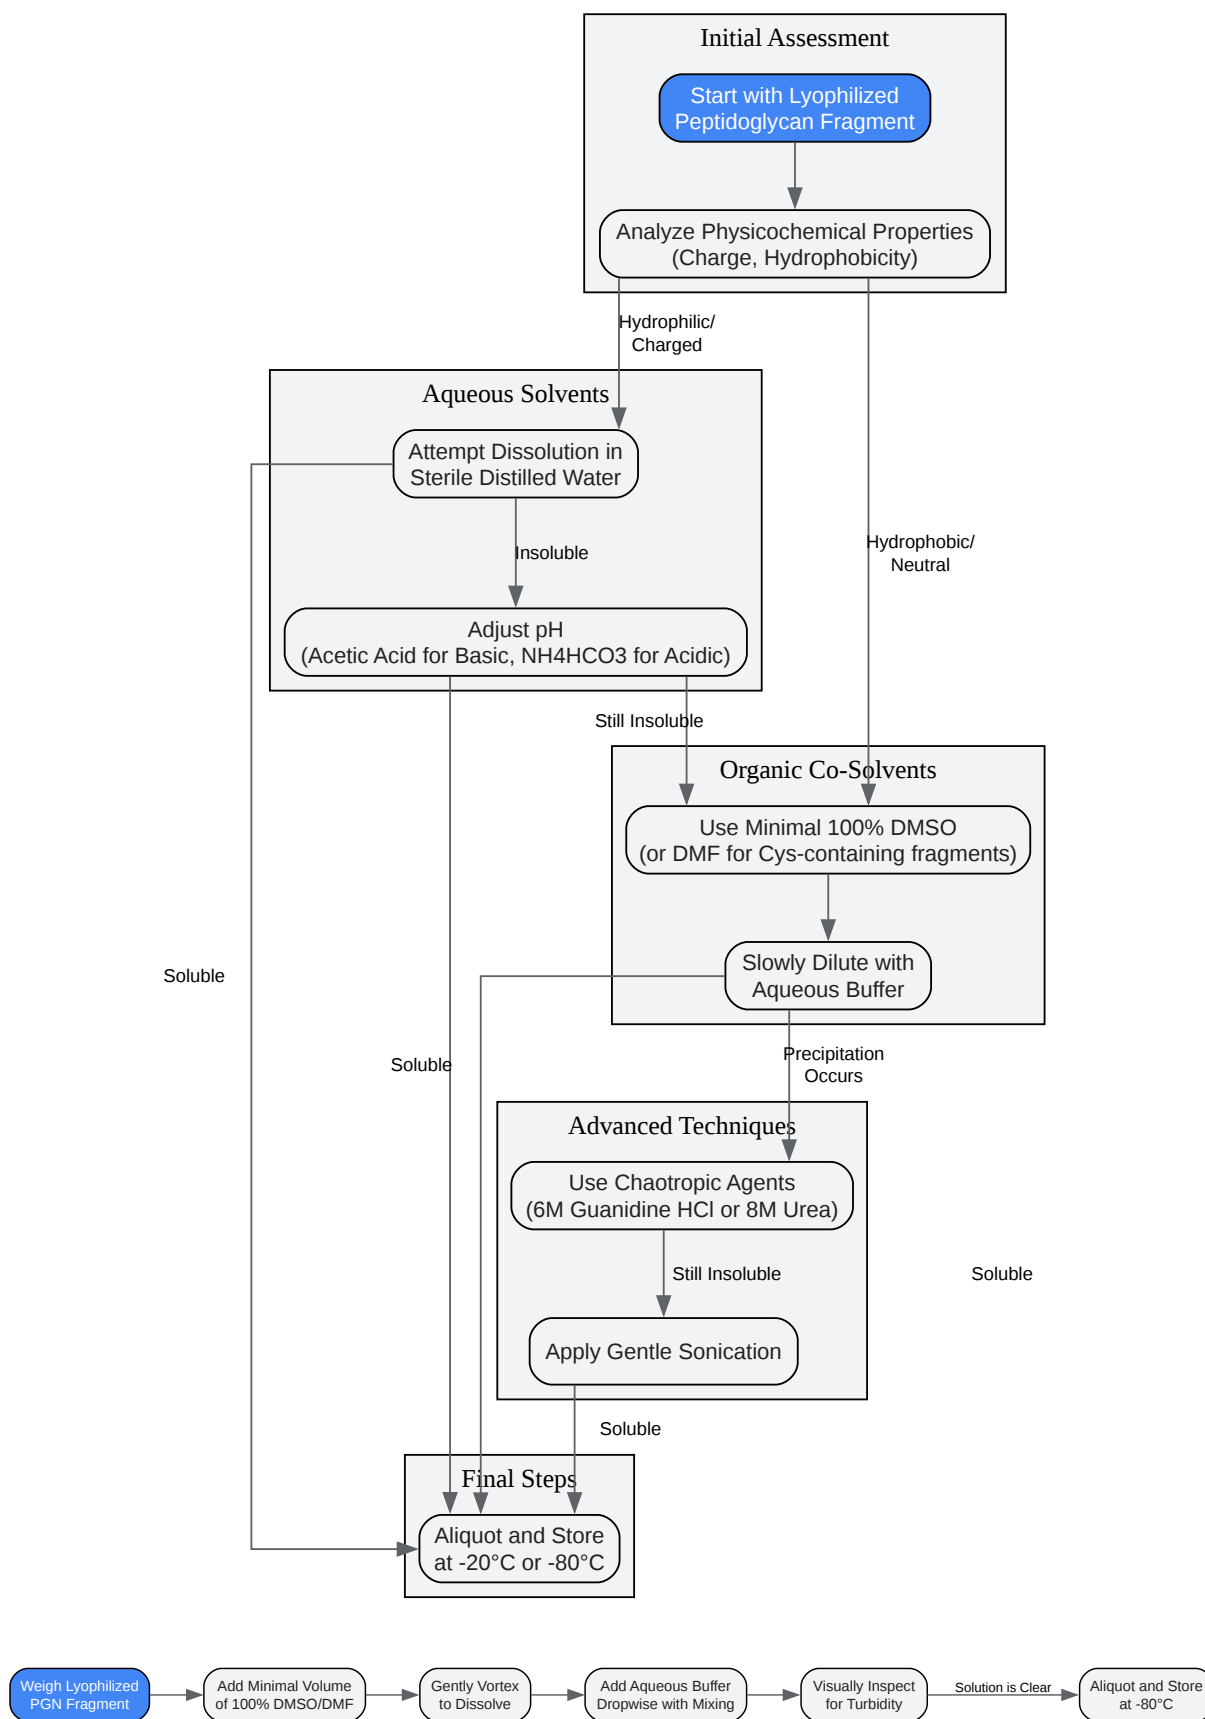 Initial Assessment
Start with Lyophilized
Peptidoglycan Fragment
Analyze Physicochemical Properties
(Charge, Hydrophobicity)
Hydrophilic/
Charged
Aqueous Solvents
Attempt Dissolution in
Sterile Distilled Water
Insoluble
Hydrophobic/
Neutral
Adjust pH
(Acetic Acid for Basic, NH4HCO3 for Acidic)
Still Insoluble
Organic Co-Solvents
Use Minimal 100% DMSO
(or DMF for Cys-containing fragments)
Slowly Dilute with
Aqueous Buffer
Soluble
Soluble
Precipitation
Occurs
Advanced Techniques
Use Chaotropic Agents
(6M Guanidine HCl or 8M Urea)
Still Insoluble
Soluble
Apply Gentle Sonication
Soluble
Final Steps
Aliquot and Store
at -20°C or -80°C
Weigh Lyophilized
PGN Fragment
Add Minimal Volume
of 100% DMSO/DMF
Gently Vortex
to Dissolve
Add Aqueous Buffer
Dropwise with Mixing
Visually Inspect
for Turbidity
Solution is Clear
Aliquot and Store
at -80°C